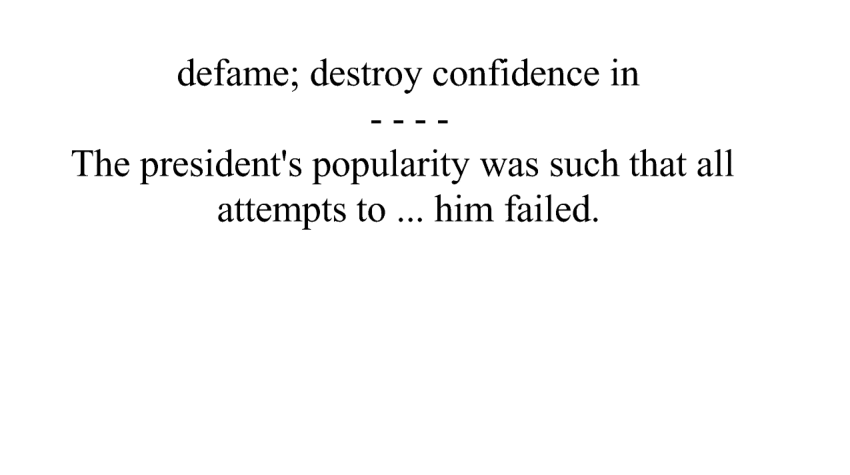 defame; destroy confidence in
- - - -
The president's popularity was such that all
attempts to ... him failed.